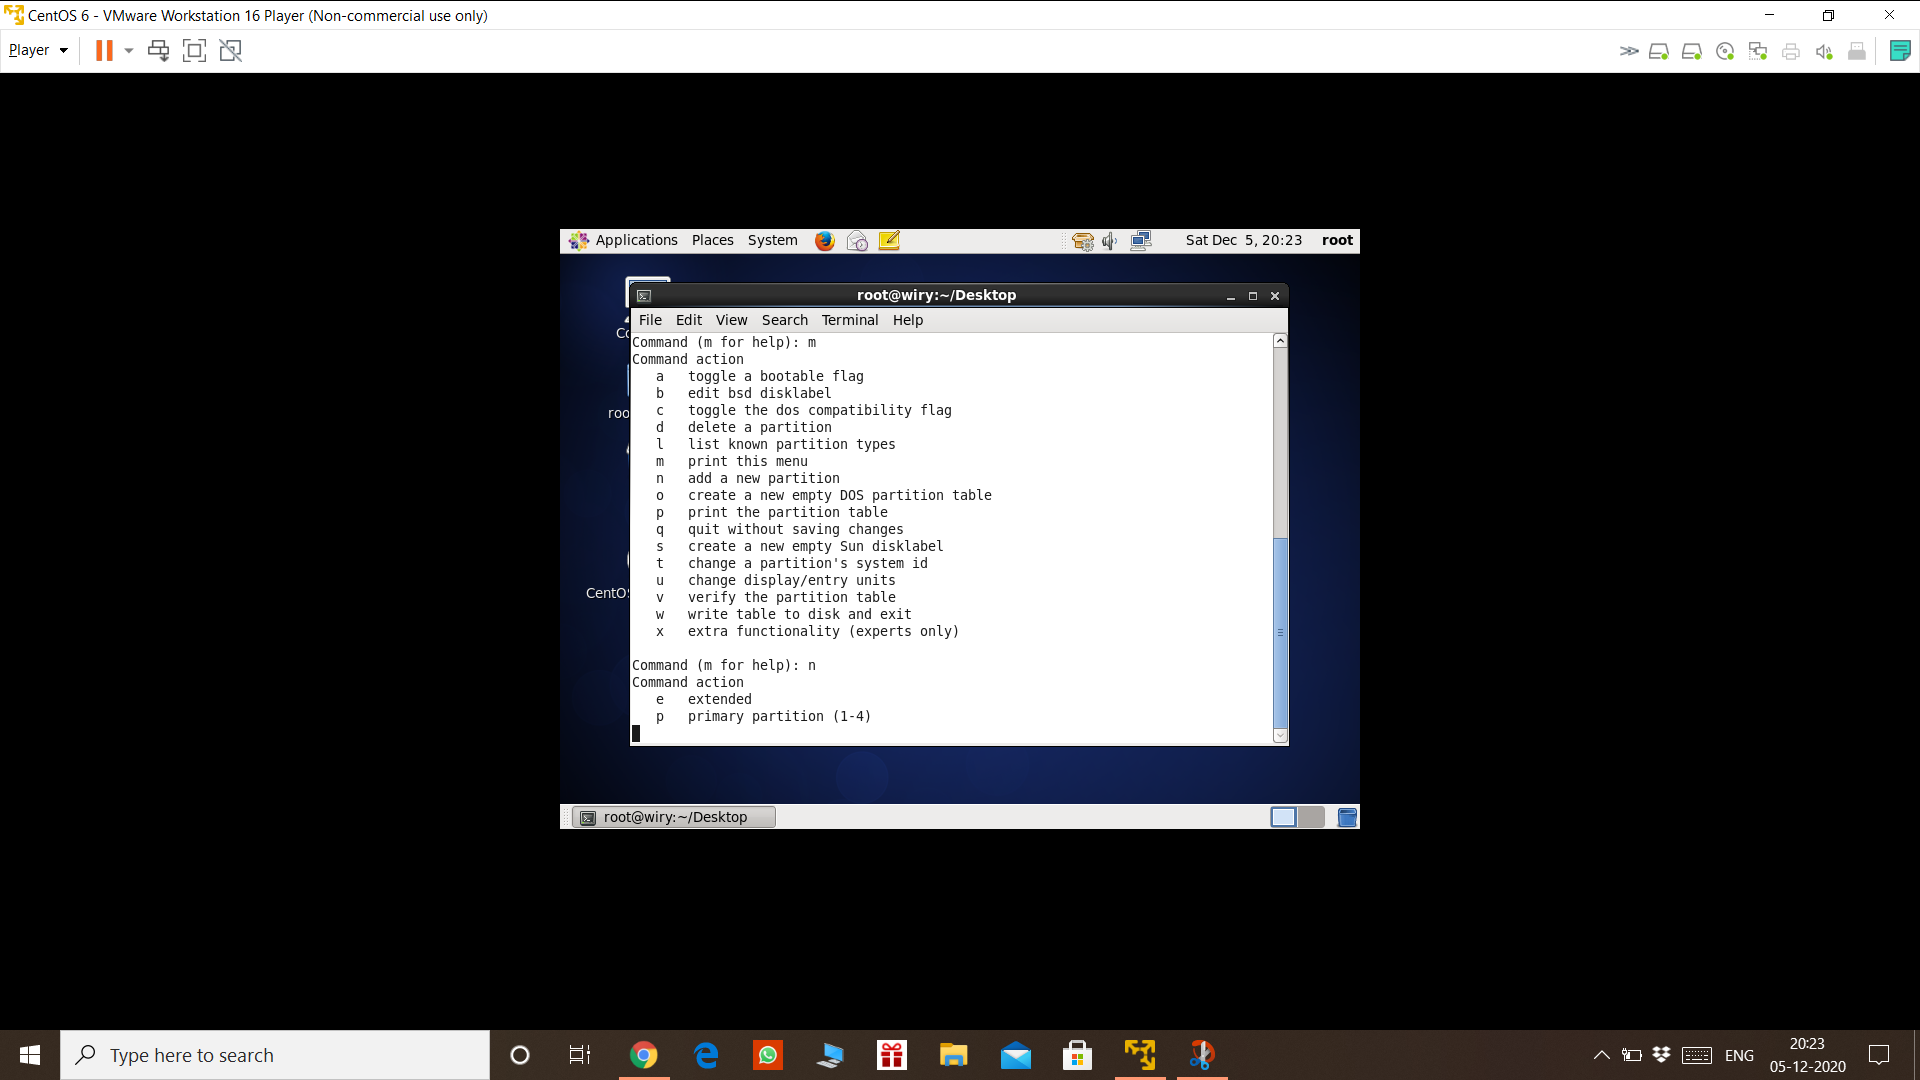 CentOS 6 - VMware Workstation 16 Player (Non-commercial use only)
Player
Applications Places System
Sat Dec 5, 20:23 root
root@wiry:~/Desktop
File Edit View Search Terminal Help
Command (m for help): m
Command action
a toggle a bootable flag
b edit bsd disklabel
c toggle the dos compatibility flag
d delete a partition
l list known partition types
m print this menu
n add a new partition
o create a new empty DOS partition table
p print the partition table
q quit without saving changes
s create a new empty Sun disklabel
t change a partition's system id
u change display/entry units
v verify the partition table
w write table to disk and exit
x extra functionality (experts only)
Command (m for help): n
Command action
e extended
p primary partition (1-4)
root@wiry:~/Desktop
Type here to search
ENG
20:23
05-12-2020